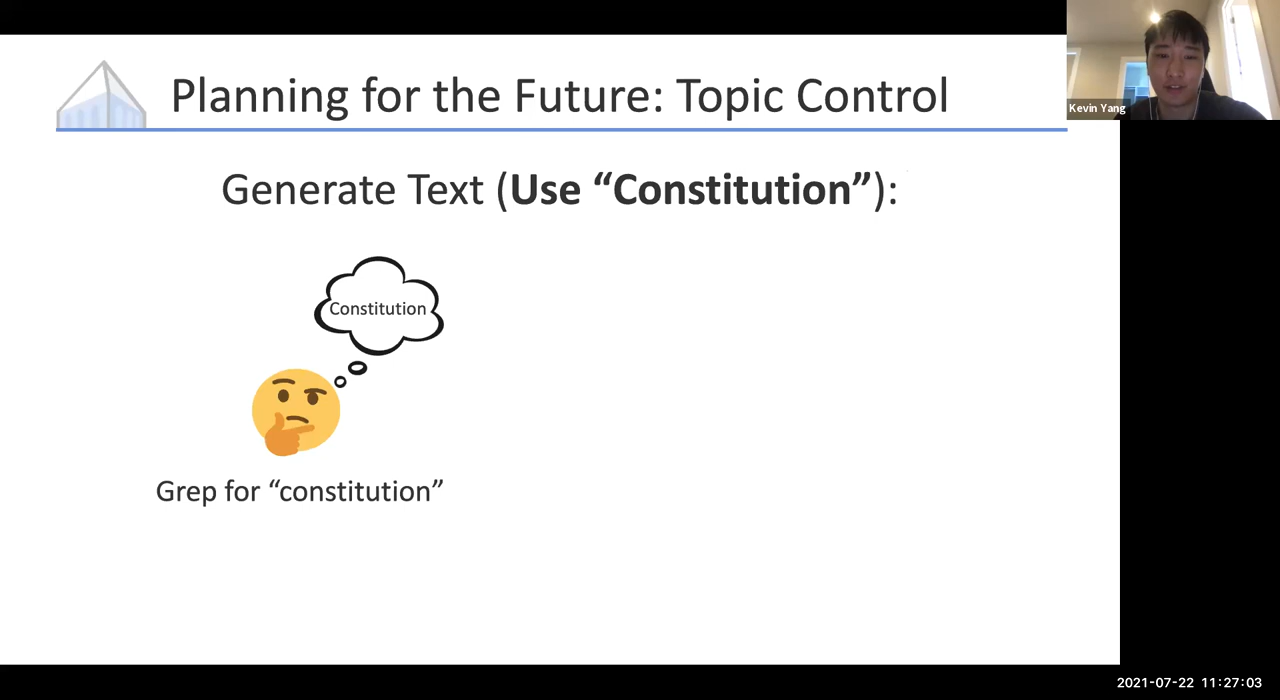 Planning for the Future: Topic Control
Kevin Yang
Generate Text (Use “Constitution”):
Constitution
Grep for “constitution”
2021-07-22 11:27:03